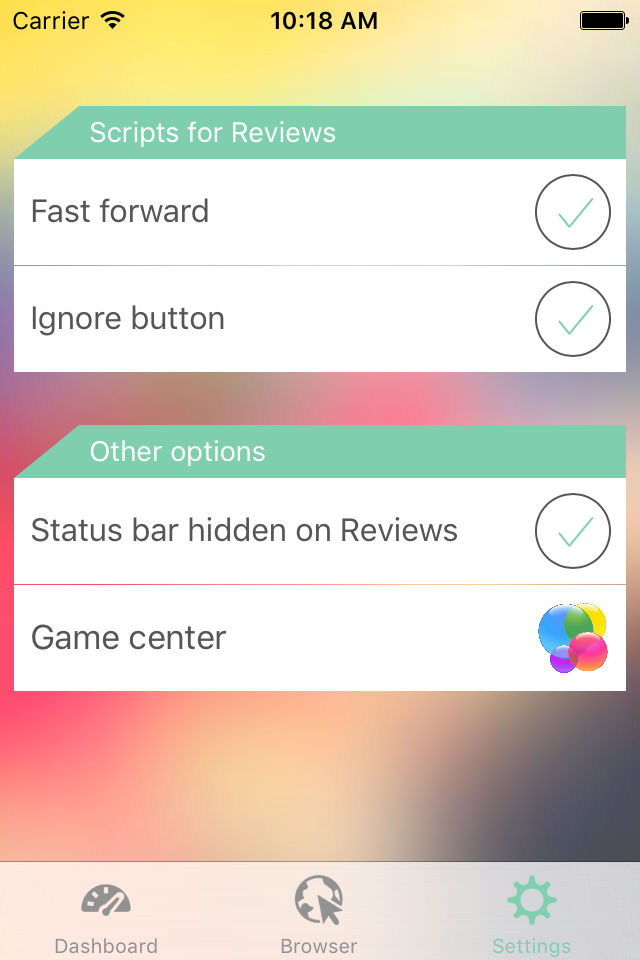 Carrier 10:18 AM
Scripts for Reviews
Fast forward
Ignore button
Other options
Status bar hidden on Reviews
Game center
Dashboard Browser Settings